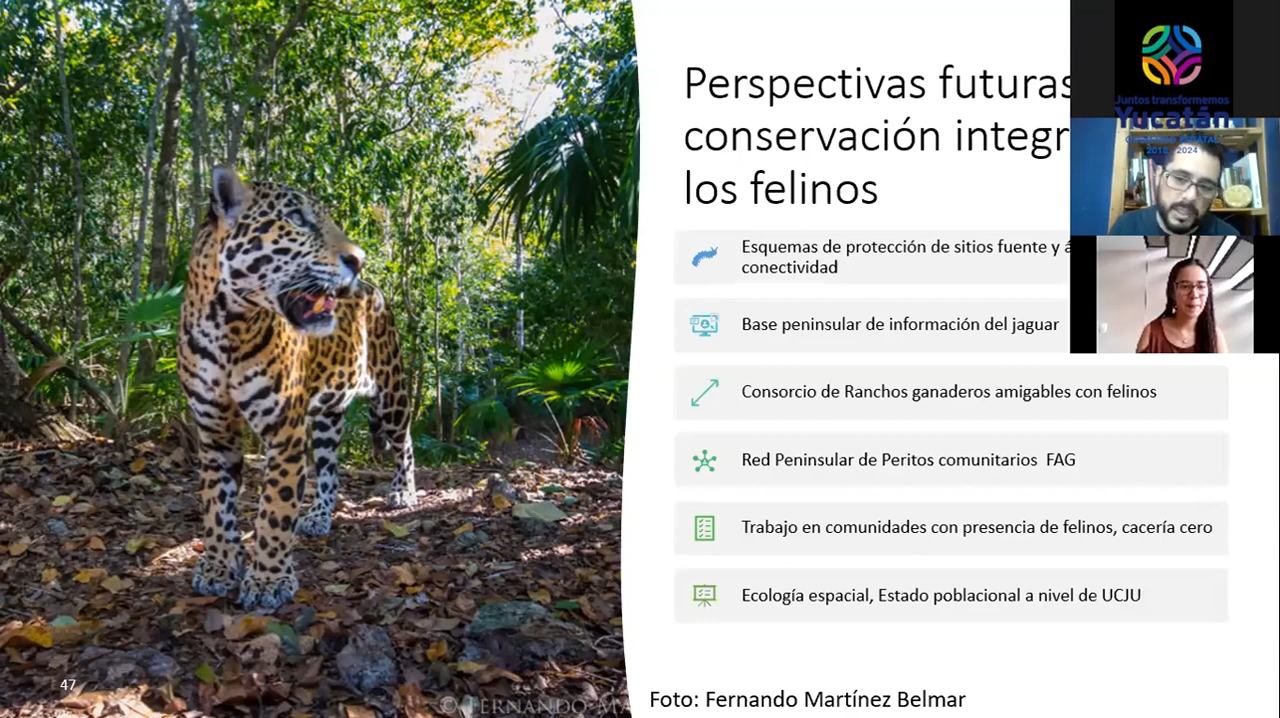 Perspectivas futuras
conservación integr
los felinos
Esquemas de protección de sitios fuente y á
conectividad
Base peninsular de información del jaguar
Consorcio de Ranchos ganaderos amigables con felinos
Red Peninsular de Peritos comunitarios FAG
Trabajo en comunidades con presencia de felinos, cacería cero
Ecología espacial, Estado poblacional a nivel de UCJU
Foto: Fernando Martínez Belmar
47
© FERNANDO MA
Juntos transformemos
Yucatán
2018 - 2024